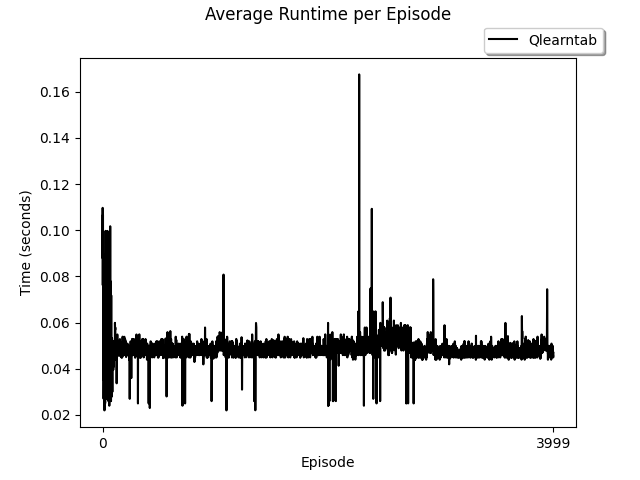 Average Runtime per Episode
Qlearntab
0.16
0.14
0.12
0.10
0.08
0.06
0.04
0.02
Time (seconds)
0
3999
Episode